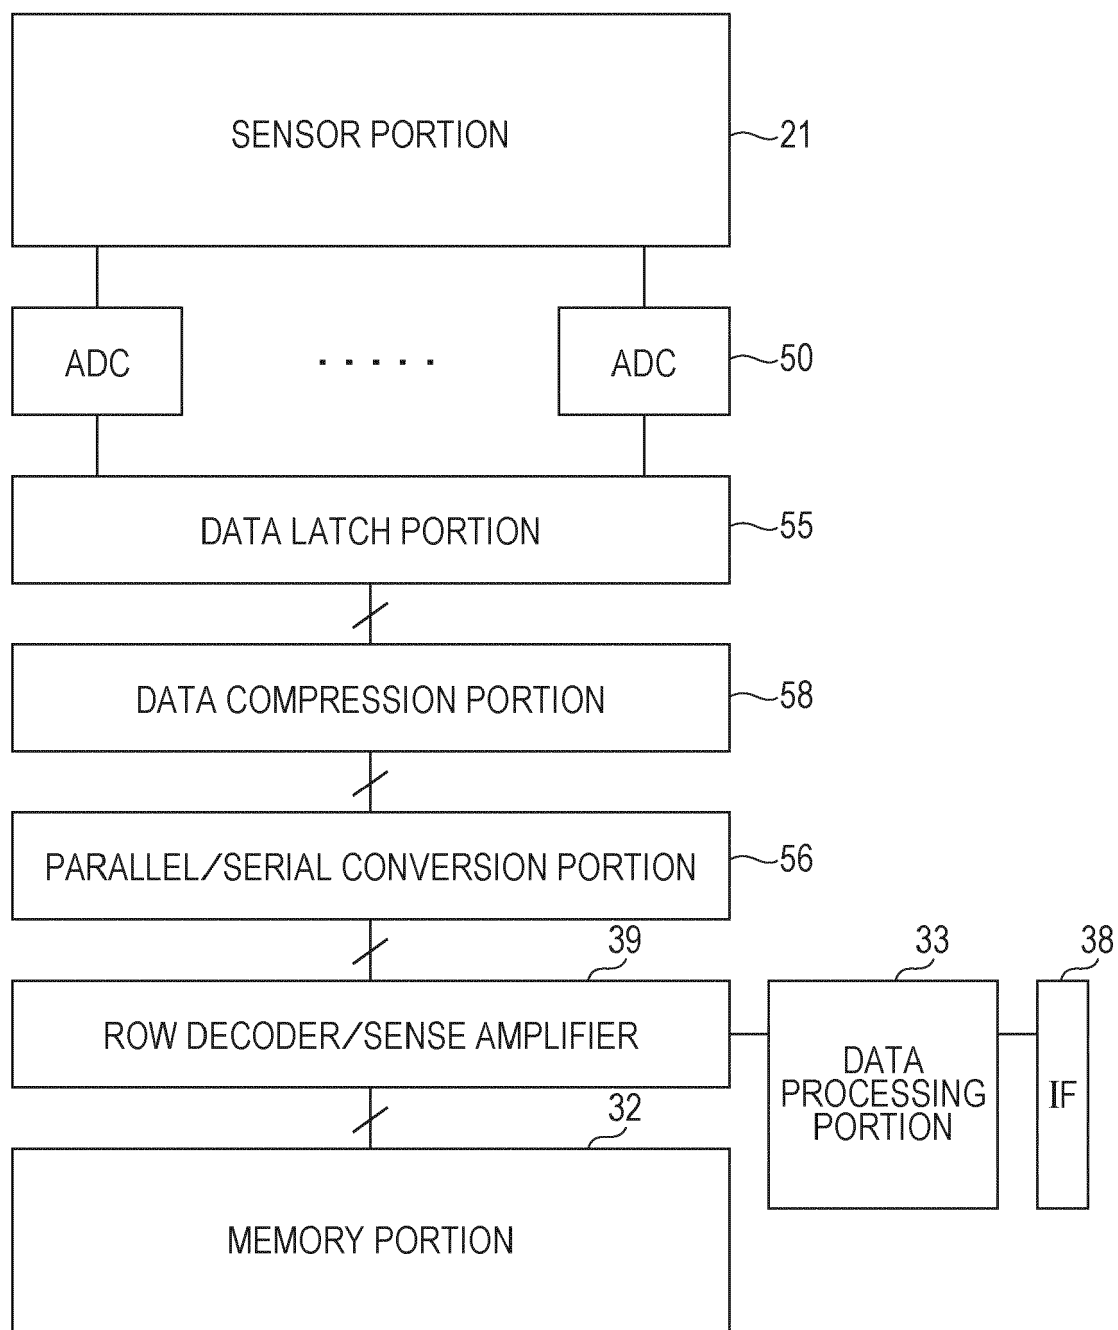 SENSOR PORTION
21
ADC
ADC
50
DATA LATCH PORTION
55
DATA COMPRESSION PORTION
58
PARALLEL/SERIAL CONVERSION PORTION
56
39
33
38
ROW DECODER/SENSE AMPLIFIER
DATA
PROCESSING
PORTION
IF
32
MEMORY PORTION